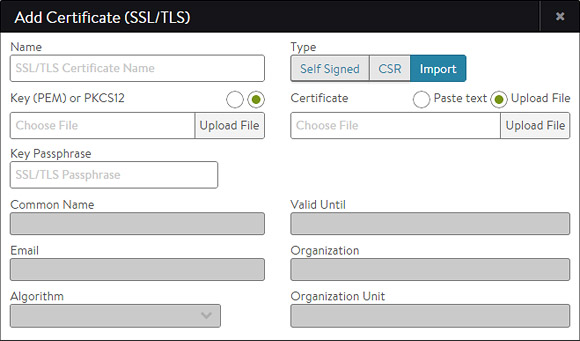 Add Certificate (SSL/TLS)
Name Type
SSL/TLS Certificate Name Self Signed CSR Import
Key (PEM) or PKCS12 Certificate Paste text Upload File
Choose File Upload File Choose File Upload File
Key Passphrase
SSL/TLS Passphrase
Common Name Valid Until
Email Organization
Algorithm Organization Unit